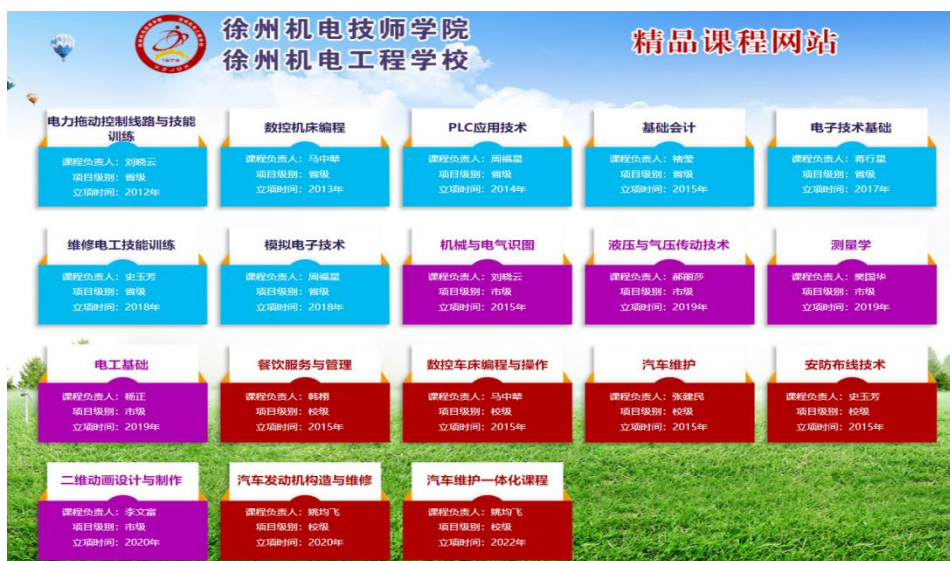 徐州机电技师学院
徐州机电工程学校
精品课程网站
1978
电力拖动控制线路与技能
训练
课程负责人：刘晓云
项目级别：省级
立项时间：2012年
数控机床编程
课程负责人：马中华
项目级别：省级
立项时间：2013年
PLC应用技术
课程负责人：周福星
项目级别：省级
立项时间：2014年
基础会计
课程负责人：褚莹
项目级别：省级
立项时间：2015年
电子技术基础
课程负责人：蒋行星
项目级别：省级
立项时间：2017年
维修电工技能训练
课程负责人：史玉芳
项目级别：省级
立项时间：2018年
模拟电子技术
课程负责人：周福星
项目级别：省级
立项时间：2018年
机械与电气识图
课程负责人：刘晓云
项目级别：市级
立项时间：2015年
液压与气压传动技术
课程负责人：郝丽莎
项目级别：市级
立项时间：2019年
测量学
课程负责人：樊国华
项目级别：市级
立项时间：2019年
电工基础
课程负责人：杨正
项目级别：市级
立项时间：2019年
餐饮服务与管理
课程负责人：韩栩
项目级别：校级
立项时间：2015年
数控车床编程与操作
课程负责人：马中华
项目级别：校级
立项时间：2015年
汽车维护
课程负责人：张建民
项目级别：校级
立项时间：2015年
安防布线技术
课程负责人：史玉芳
项目级别：校级
立项时间：2015年
二维动画设计与制作
课程负责人：李文富
项目级别：市级
立项时间：2020年
汽车发动机构造与维修
课程负责人：姚均飞
项目级别：校级
立项时间：2020年
汽车维护一体化课程
课程负责人：姚均飞
项目级别：校级
立项时间：2022年